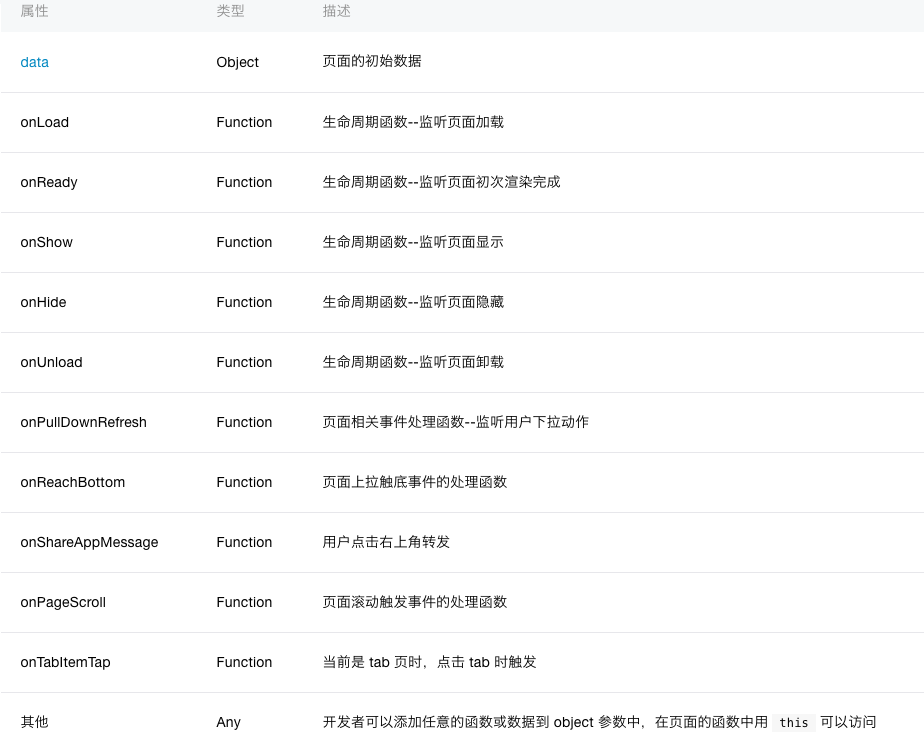 属性 类型 描述
data Object 页面的初始数据
onLoad Function 生命周期函数--监听页面加载
onReady Function 生命周期函数--监听页面初次渲染完成
onShow Function 生命周期函数--监听页面显示
onHide Function 生命周期函数--监听页面隐藏
onUnload Function 生命周期函数--监听页面卸载
onPullDownRefresh Function 页面相关事件处理函数--监听用户下拉动作
onReachBottom Function 页面上拉触底事件的处理函数
onShareAppMessage Function 用户点击右上角转发
onPageScroll Function 页面滚动触发事件的处理函数
onTabItemTap Function 当前是 tab 页时，点击 tab 时触发
其他 Any 开发者可以添加任意的函数或数据到 object 参数中，在页面的函数中用 this 可以访问